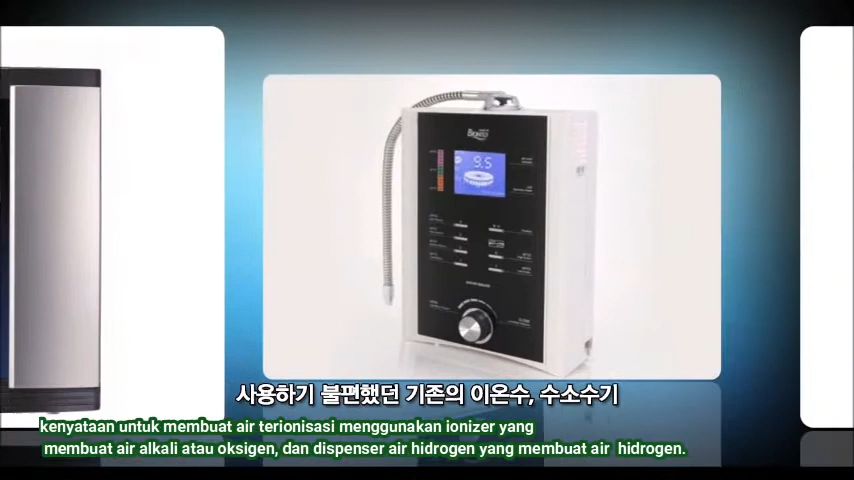 9.5
사용하기 불편했던 기존의 이온수, 수소수기
kenyataan untuk membuat air terionisasi menggunakan ionizer yang
membuat air alkali atau oksigen, dan dispenser air hidrogen yang membuat air hidrogen.